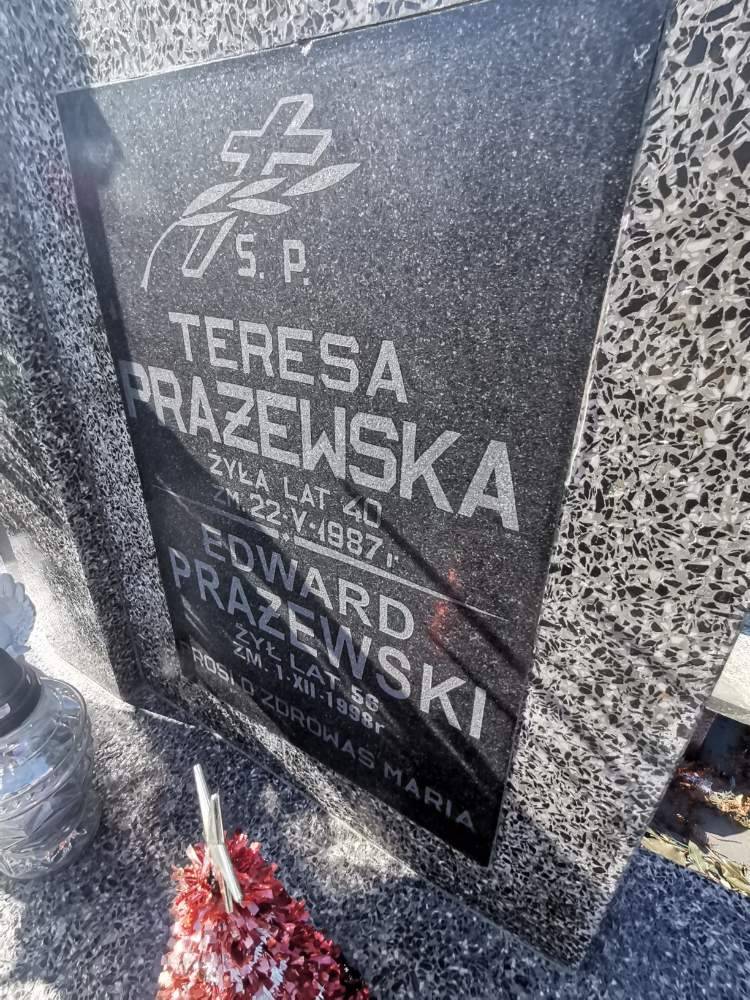 Ś. P.
TERESA
PRAŻEWSKA
ŻYŁA LAT 40
ZM. 22-V-1987 r.
EDWARD
PRAŻEWSKI
ŻYŁ LAT 56
ZM. 1-XII-1998 r
PROSI O ZDROWAŚ MARIA